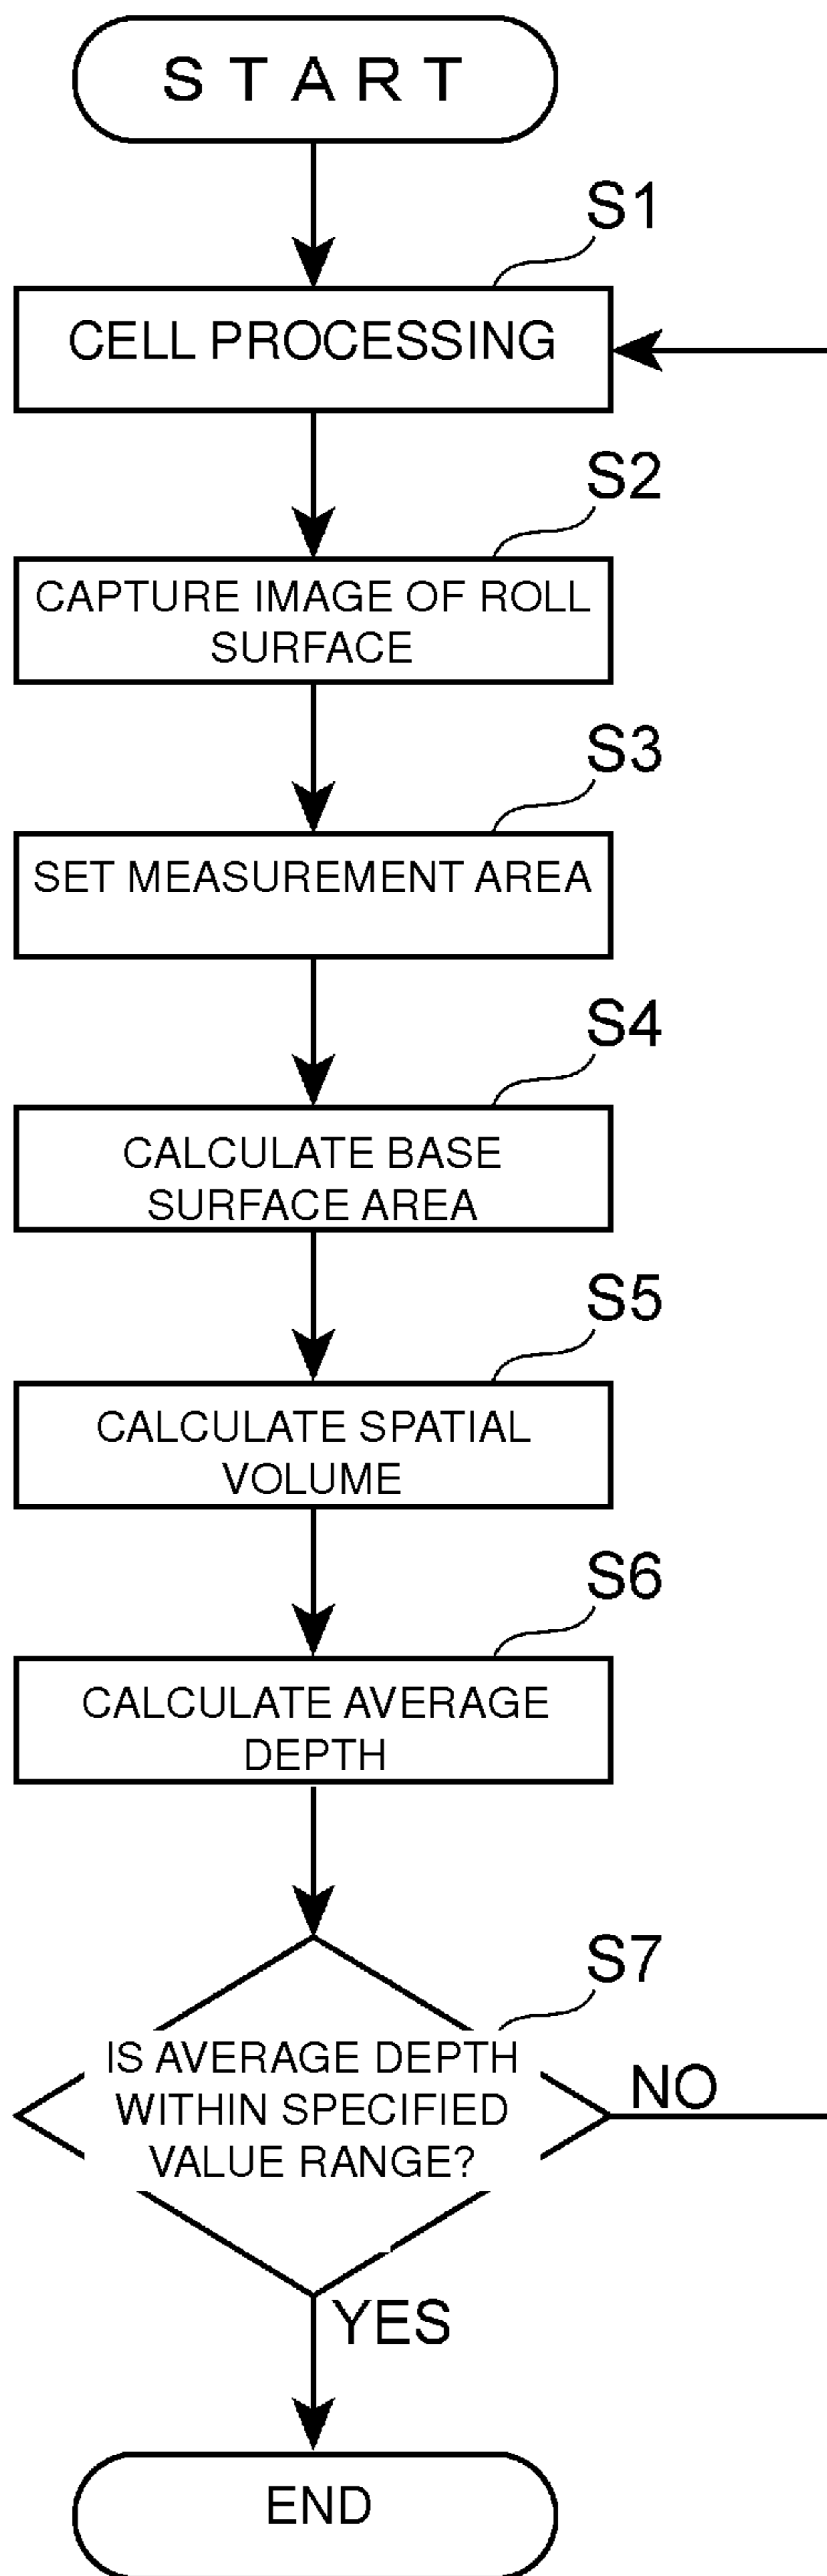 START
S1
CELL PROCESSING
S2
CAPTURE IMAGE OF ROLL
SURFACE
S3
SET MEASUREMENT AREA
S4
CALCULATE BASE
SURFACE AREA
S5
CALCULATE SPATIAL
VOLUME
S6
CALCULATE AVERAGE
DEPTH
S7
IS AVERAGE DEPTH
WITHIN SPECIFIED
VALUE RANGE?
NO
YES
END